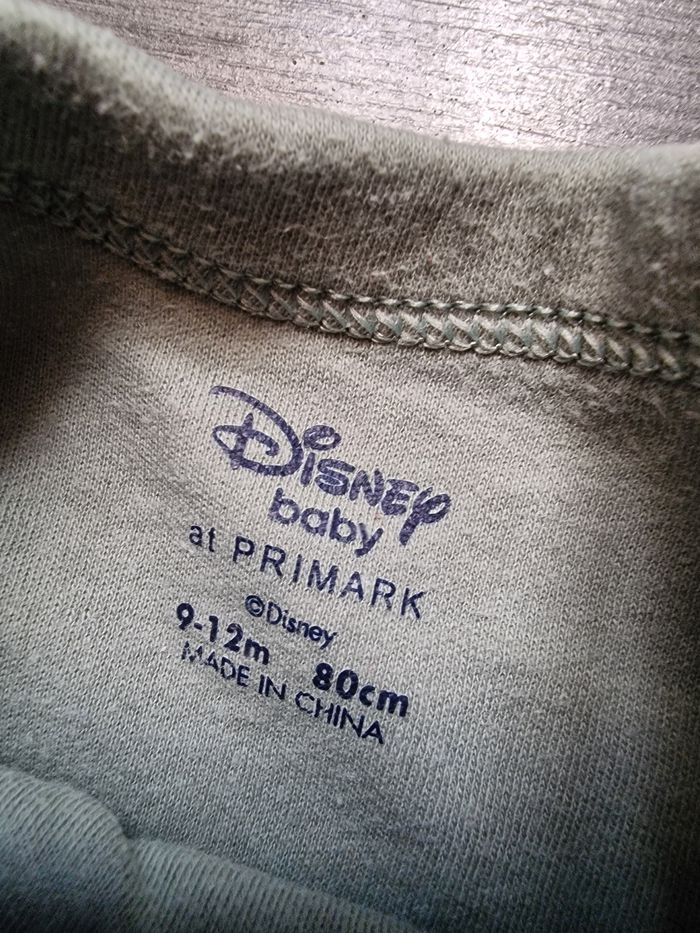 Disney
baby
at PRIMARK
©Disney
9-12m 80cm
MADE IN CHINA